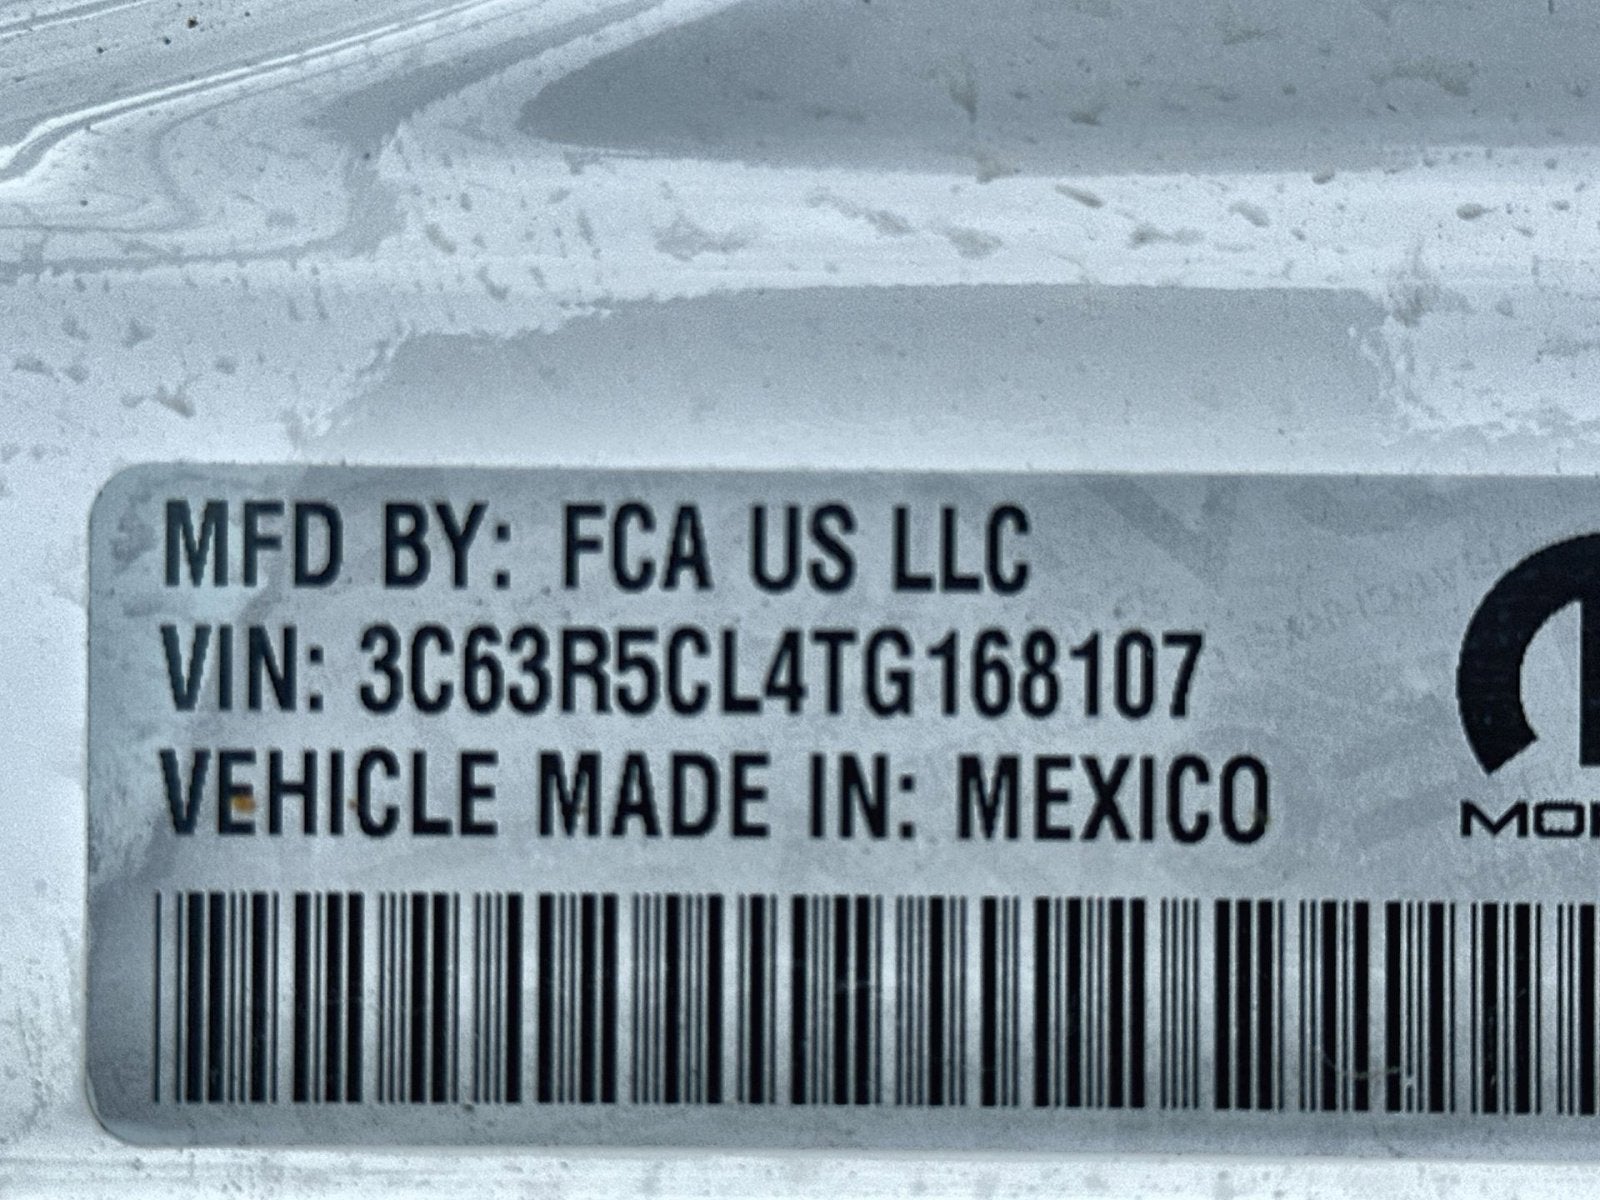 MFD BY: FCA US LLC
VIN: 3C63R5CL4TG168107
VEHICLE MADE IN: MEXICO